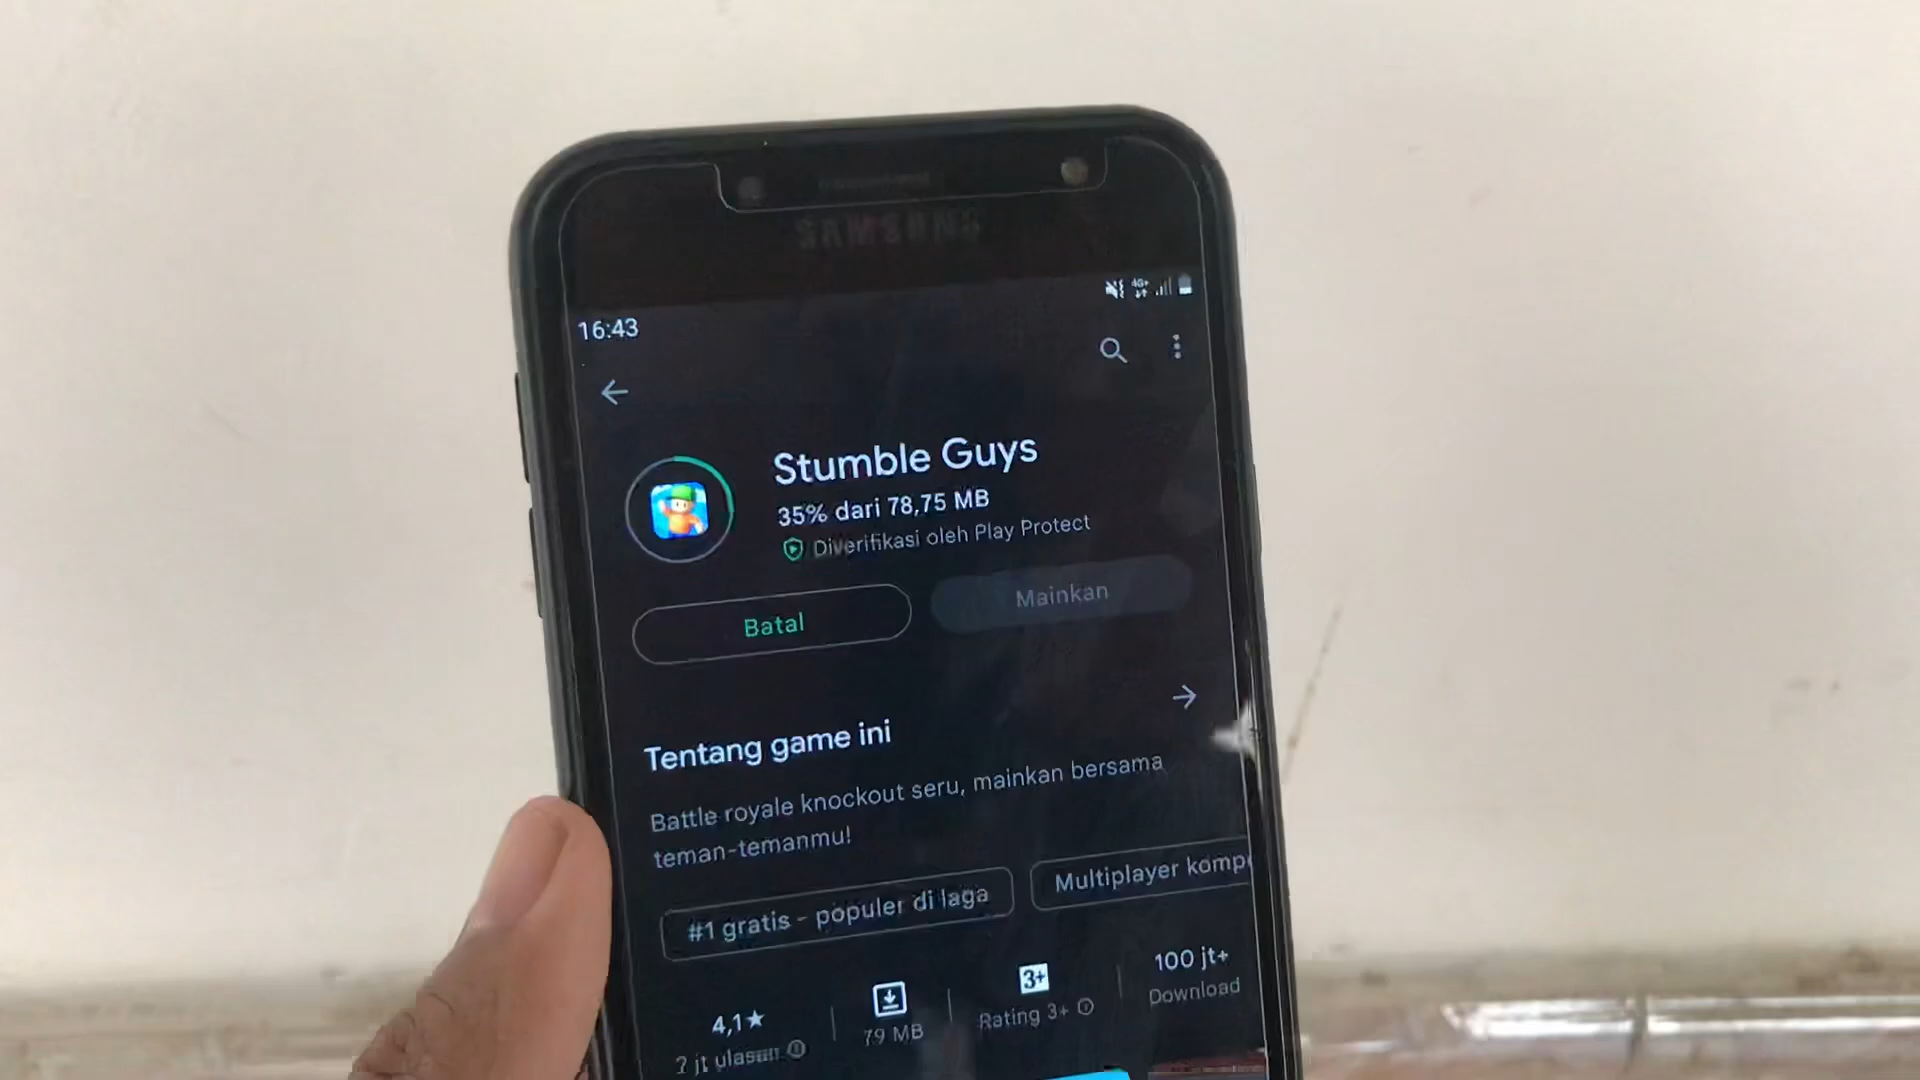 SAMSUNG
4G+
16:43
Stumble Guys
35% dari 78,75 MB
Diverifikasi oleh Play Protect
Batal
Mainkan
Tentang game ini
Battle royale knockout seru, mainkan bersama
teman-temanmu!
#1 gratis - populer di laga
Multiplayer kompe
4,1★
jt ulasan
79 MB
3+
Rating 3+
100 jt+
Download